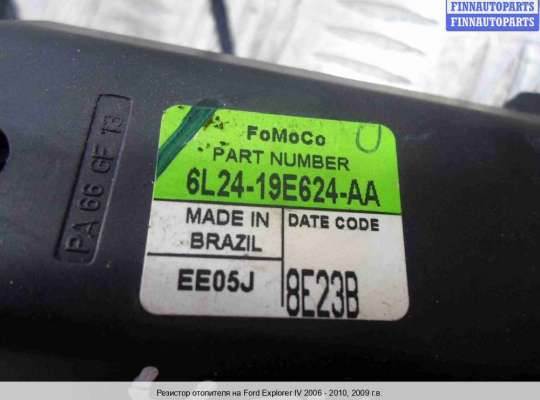 FINNAUTOPARTS
FINNAUTOPARTS
FoMoCo
PART NUMBER
6L24-19E624-AA
MADE IN
BRAZIL
DATE CODE
EE05J
8E23B
PA 66 GF 13
Резистор отопителя на Ford Explorer IV 2006 - 2010, 2009 г.в.